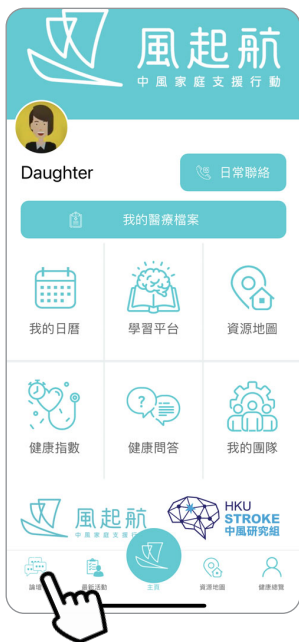 風起航
中風家庭支援行動
Daughter
日常聯絡
我的醫療檔案
我的日曆
學習平台
資源地圖
健康指數
健康問答
我的團隊
風起航
中風家庭支援行
HKU
STROKE
中風研究組
論壇
最新活動
主頁
資源地圖
健康總覽